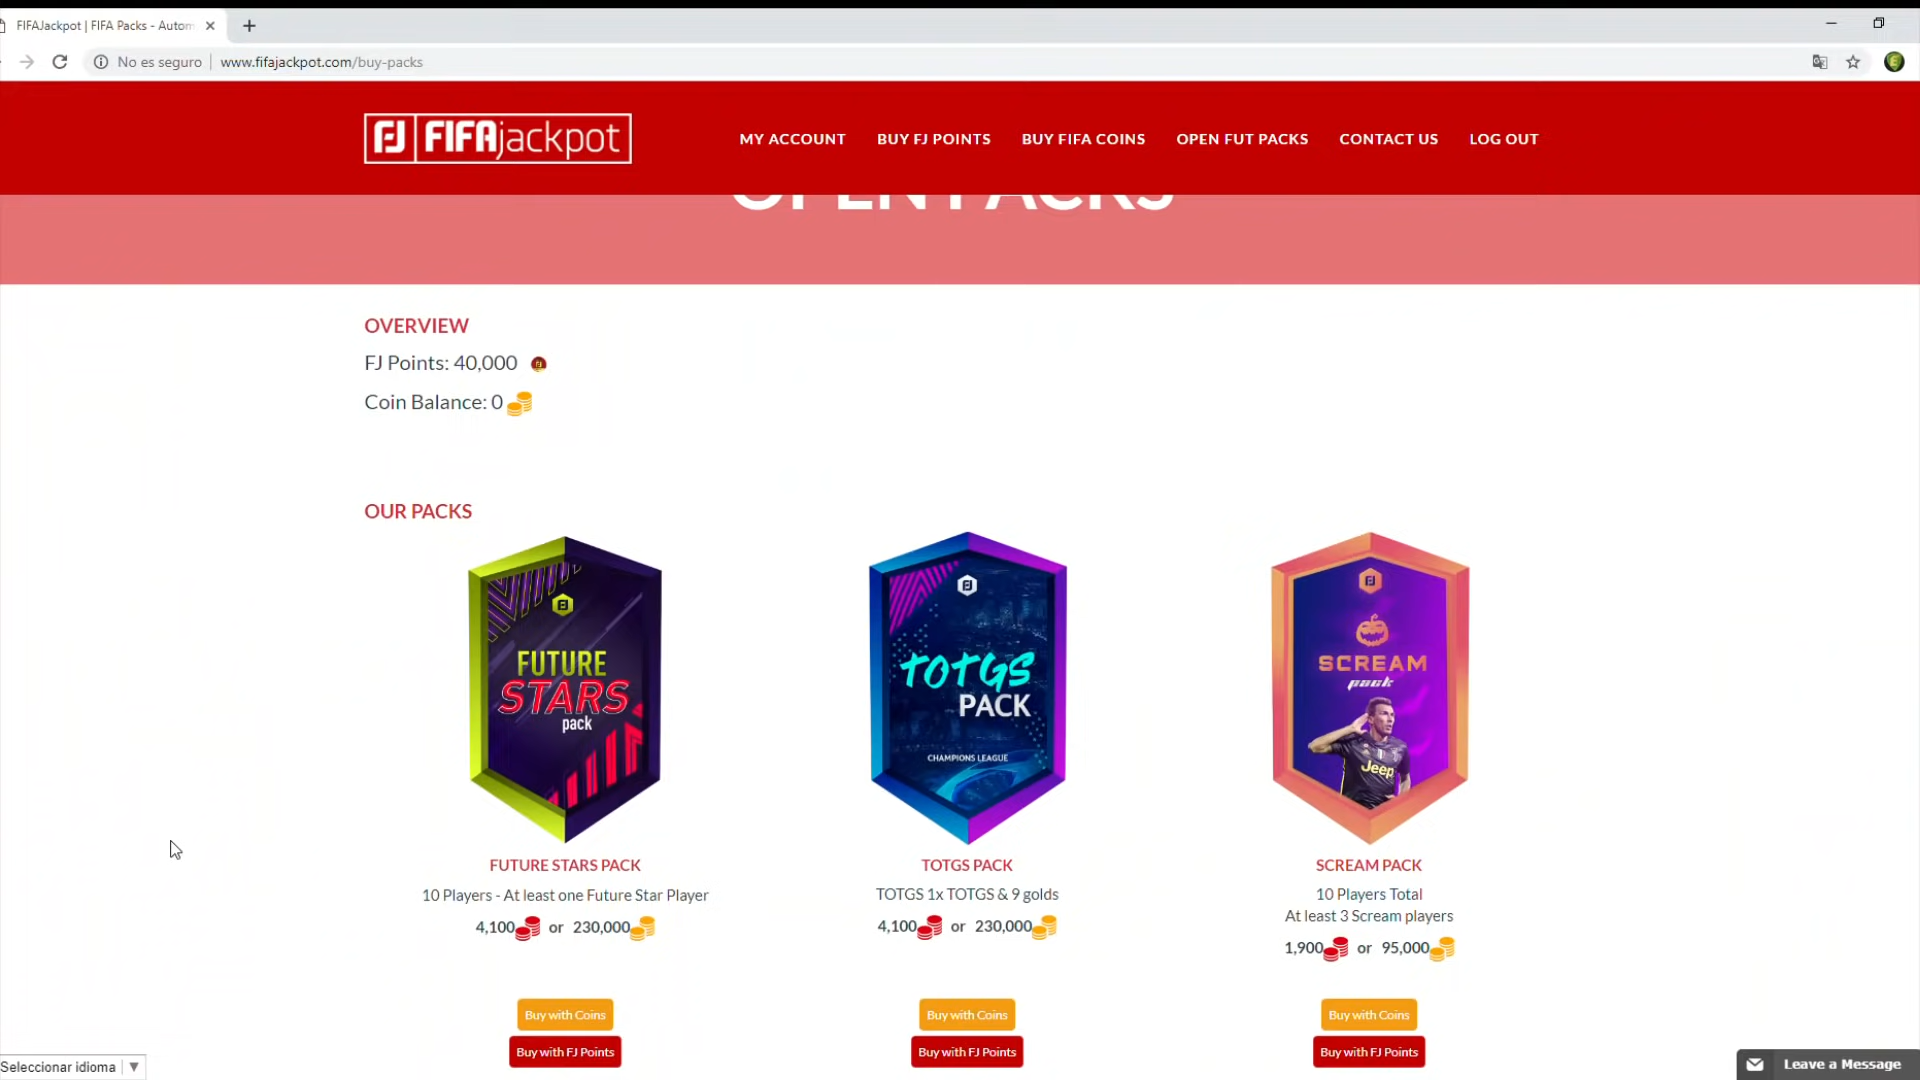 FIFAJackpot | FIFA Packs - Autom
No es seguro | www.fifajackpot.com/buy-packs
FJ FIFAjackpot
MY ACCOUNT BUY FJ POINTS BUY FIFA COINS OPEN FUT PACKS CONTACT US LOG OUT
OPEN PACKS
OVERVIEW
FJ Points: 40,000
Coin Balance: 0
OUR PACKS
FUTURE
STARS
pack
TOTGS
PACK
CHAMPIONS LEAGUE
SCREAM
pack
Jeep
FUTURE STARS PACK
10 Players - At least one Future Star Player
4,100 or 230,000
Buy with Coins
Buy with FJ Points
TOTGS PACK
TOTGS 1x TOTGS & 9 golds
4,100 or 230,000
Buy with Coins
Buy with FJ Points
SCREAM PACK
10 Players Total
At least 3 Scream players
1,900 or 95,000
Buy with Coins
Buy with FJ Points
Seleccionar idioma ▼
Leave a Message